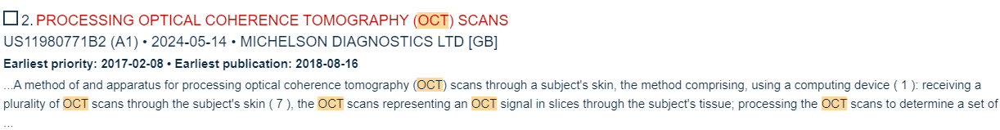 2. PROCESSING OPTICAL COHERENCE TOMOGRAPHY (OCT) SCANS
US11980771B2 (A1) • 2024-05-14 • MICHELSON DIAGNOSTICS LTD [GB]
Earliest priority: 2017-02-08 • Earliest publication: 2018-08-16
...A method of and apparatus for processing optical coherence tomography (OCT) scans through a subject's skin, the method comprising, using a computing device ( 1 ): receiving a
plurality of OCT scans through the subject's skin ( 7 ), the OCT scans representing an OCT signal in slices through the subject's tissue; processing the OCT scans to determine a set of
...